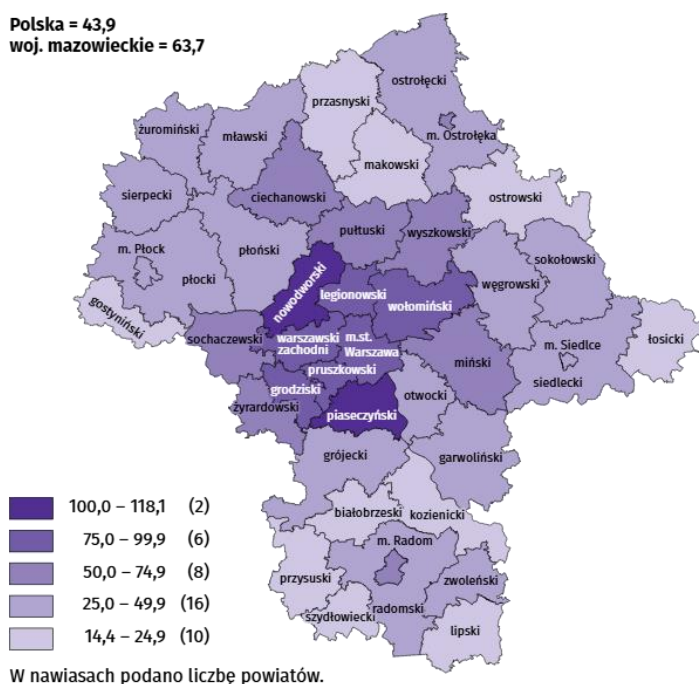 Polska = 43,9
woj. mazowieckie = 63,7
ostrołęcki
przasnyski
żuromiński
mławski
m. Ostrołęka
makowski
sierpecki
ciechanowski
ostrowski
pułtuski
wyszkowski
m. Płock
płoński
sokołowski
węgrowski
płocki
nowodworski
legionowski
wołomiński
gostyniński
sochaczewski
warszawski
zachodni
m.st.
Warszawa
łosicki
m. Siedlce
miński
pruszkowski
siedlecki
grodziski
otwocki
żyrardowski
piaseczyński
grójecki
garwoliński
białobrzeski
kozienicki
m. Radom
przysuski
zwoleński
szydłowiecki
radomski
lipski
100,0 – 118,1 (2)
75,0 – 99,9 (6)
50,0 – 74,9 (8)
25,0 – 49,9 (16)
14,4 – 24,9 (10)
W nawiasach podano liczbę powiatów.